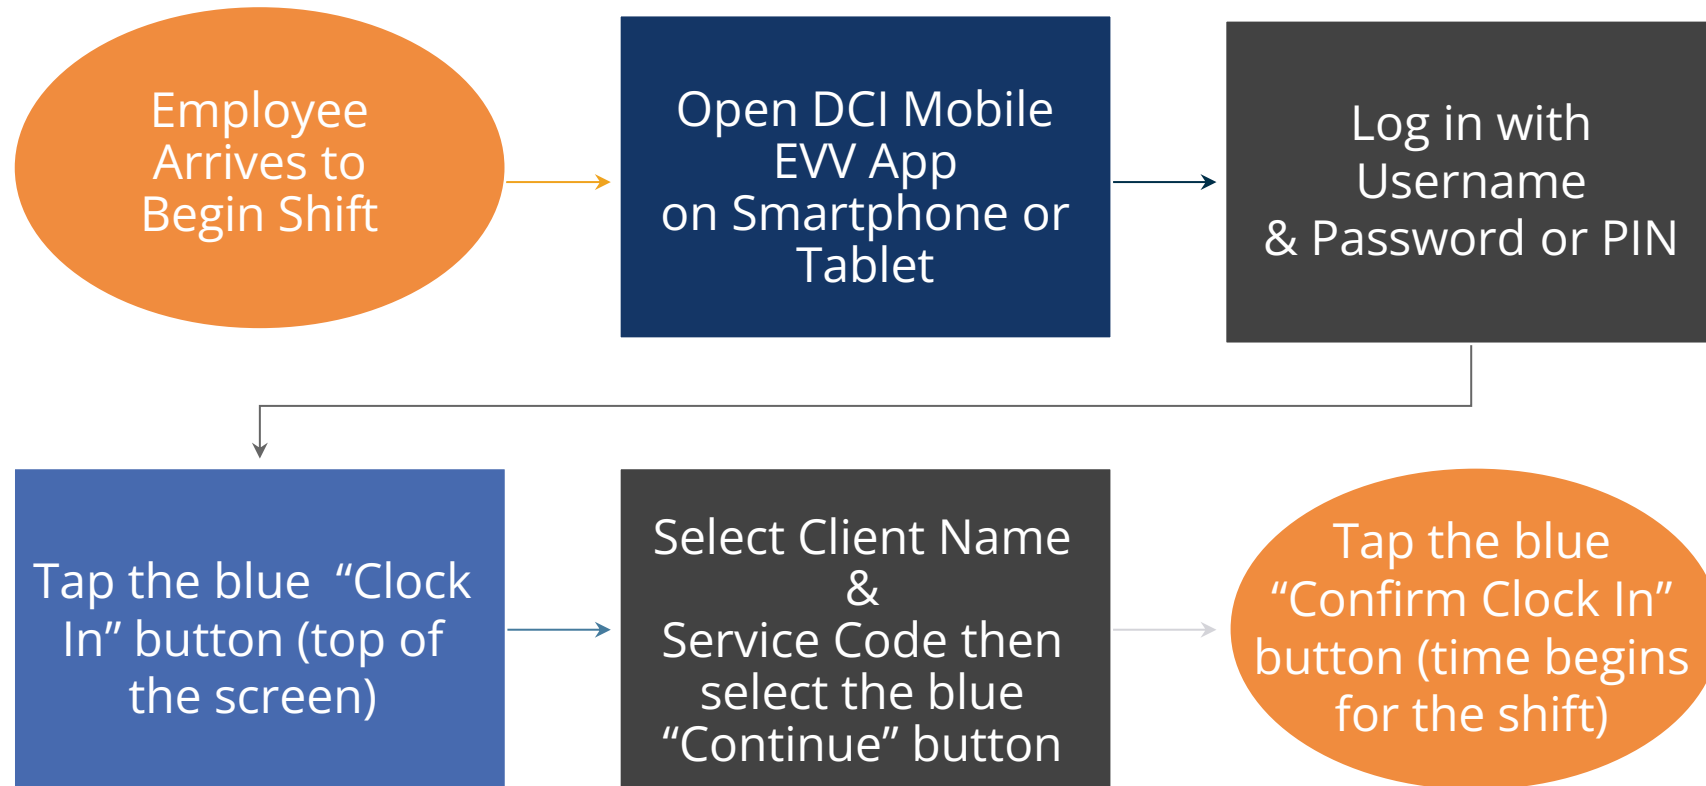 Employee
Arrives to
Begin Shift
Open DCI Mobile
EVV App
on Smartphone or
Tablet
Log in with
Username
& Password or PIN
Tap the blue  “Clock
In” button (top of
the screen)
Select Client Name
&
Service Code then
select the blue
“Continue” button
Tap the blue
“Confirm Clock In”
button (time begins
for the shift)